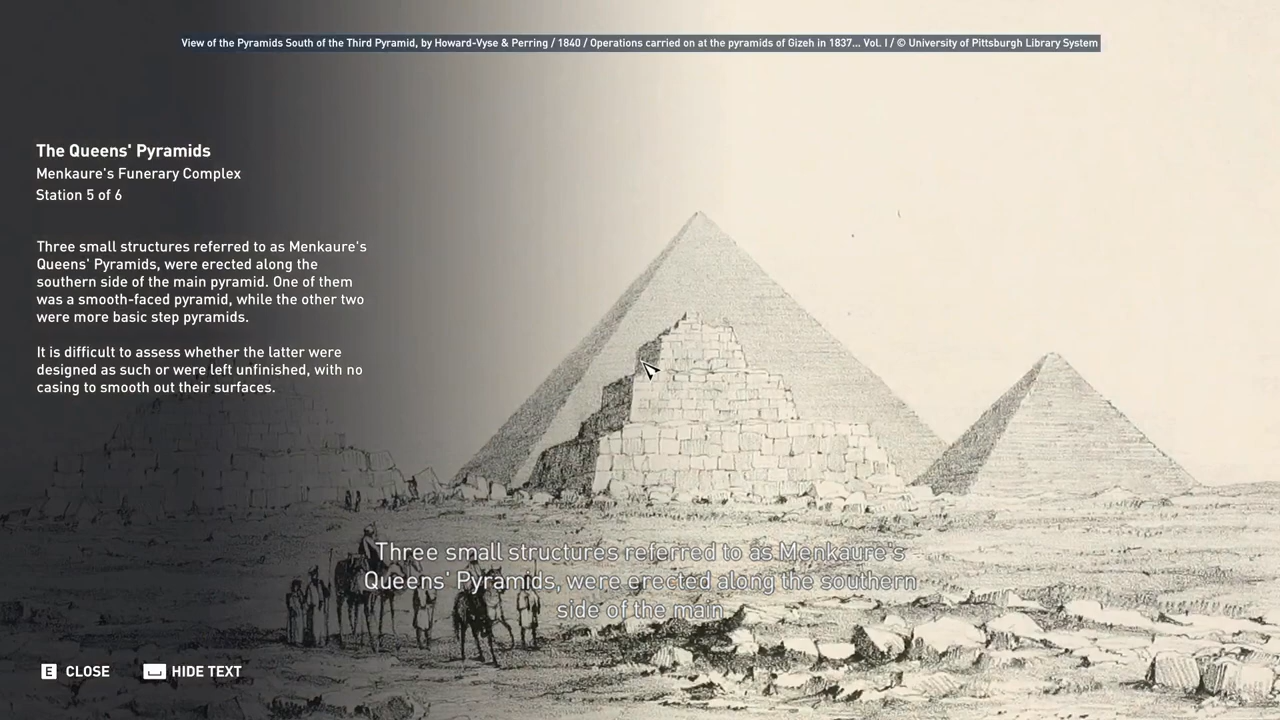 View of the Pyramids South of the Third Pyramid, by Howard-Vyse & Perring / 1840 / Operations carried on at the pyramids of Gizeh in 1837... Vol. I / © University of Pittsburgh Library System
The Queens' Pyramids
Menkaure's Funerary Complex
Station 5 of 6
Three small structures referred to as Menkaure's
Queens' Pyramids, were erected along the
southern side of the main pyramid. One of them
was a smooth-faced pyramid, while the other two
were more basic step pyramids.
It is difficult to assess whether the latter were
designed as such or were left unfinished, with no
casing to smooth out their surfaces.
Three small structures referred to as Menkaure's
Queens' Pyramids, were erected along the southern
side of the main
E CLOSE
HIDE TEXT